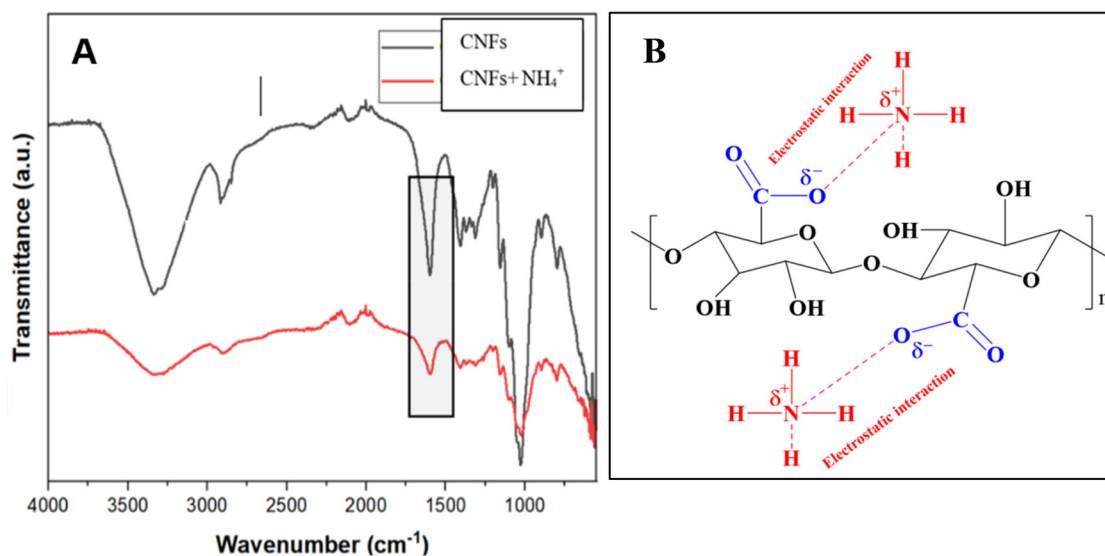 A
CNFs
CNFs+ NH₄⁺
Transmittance (a.u.)
4000 3500 3000 2500 2000 1500 1000
Wavenumber (cm⁻¹)
B
H
δ⁺
H N H
H
Electrostatic interaction
O
δ⁻
C O
OH
O
OH
O
O
O
OH OH
n
O C
δ⁻
O
H
δ⁺
H N H
H
Electrostatic interaction